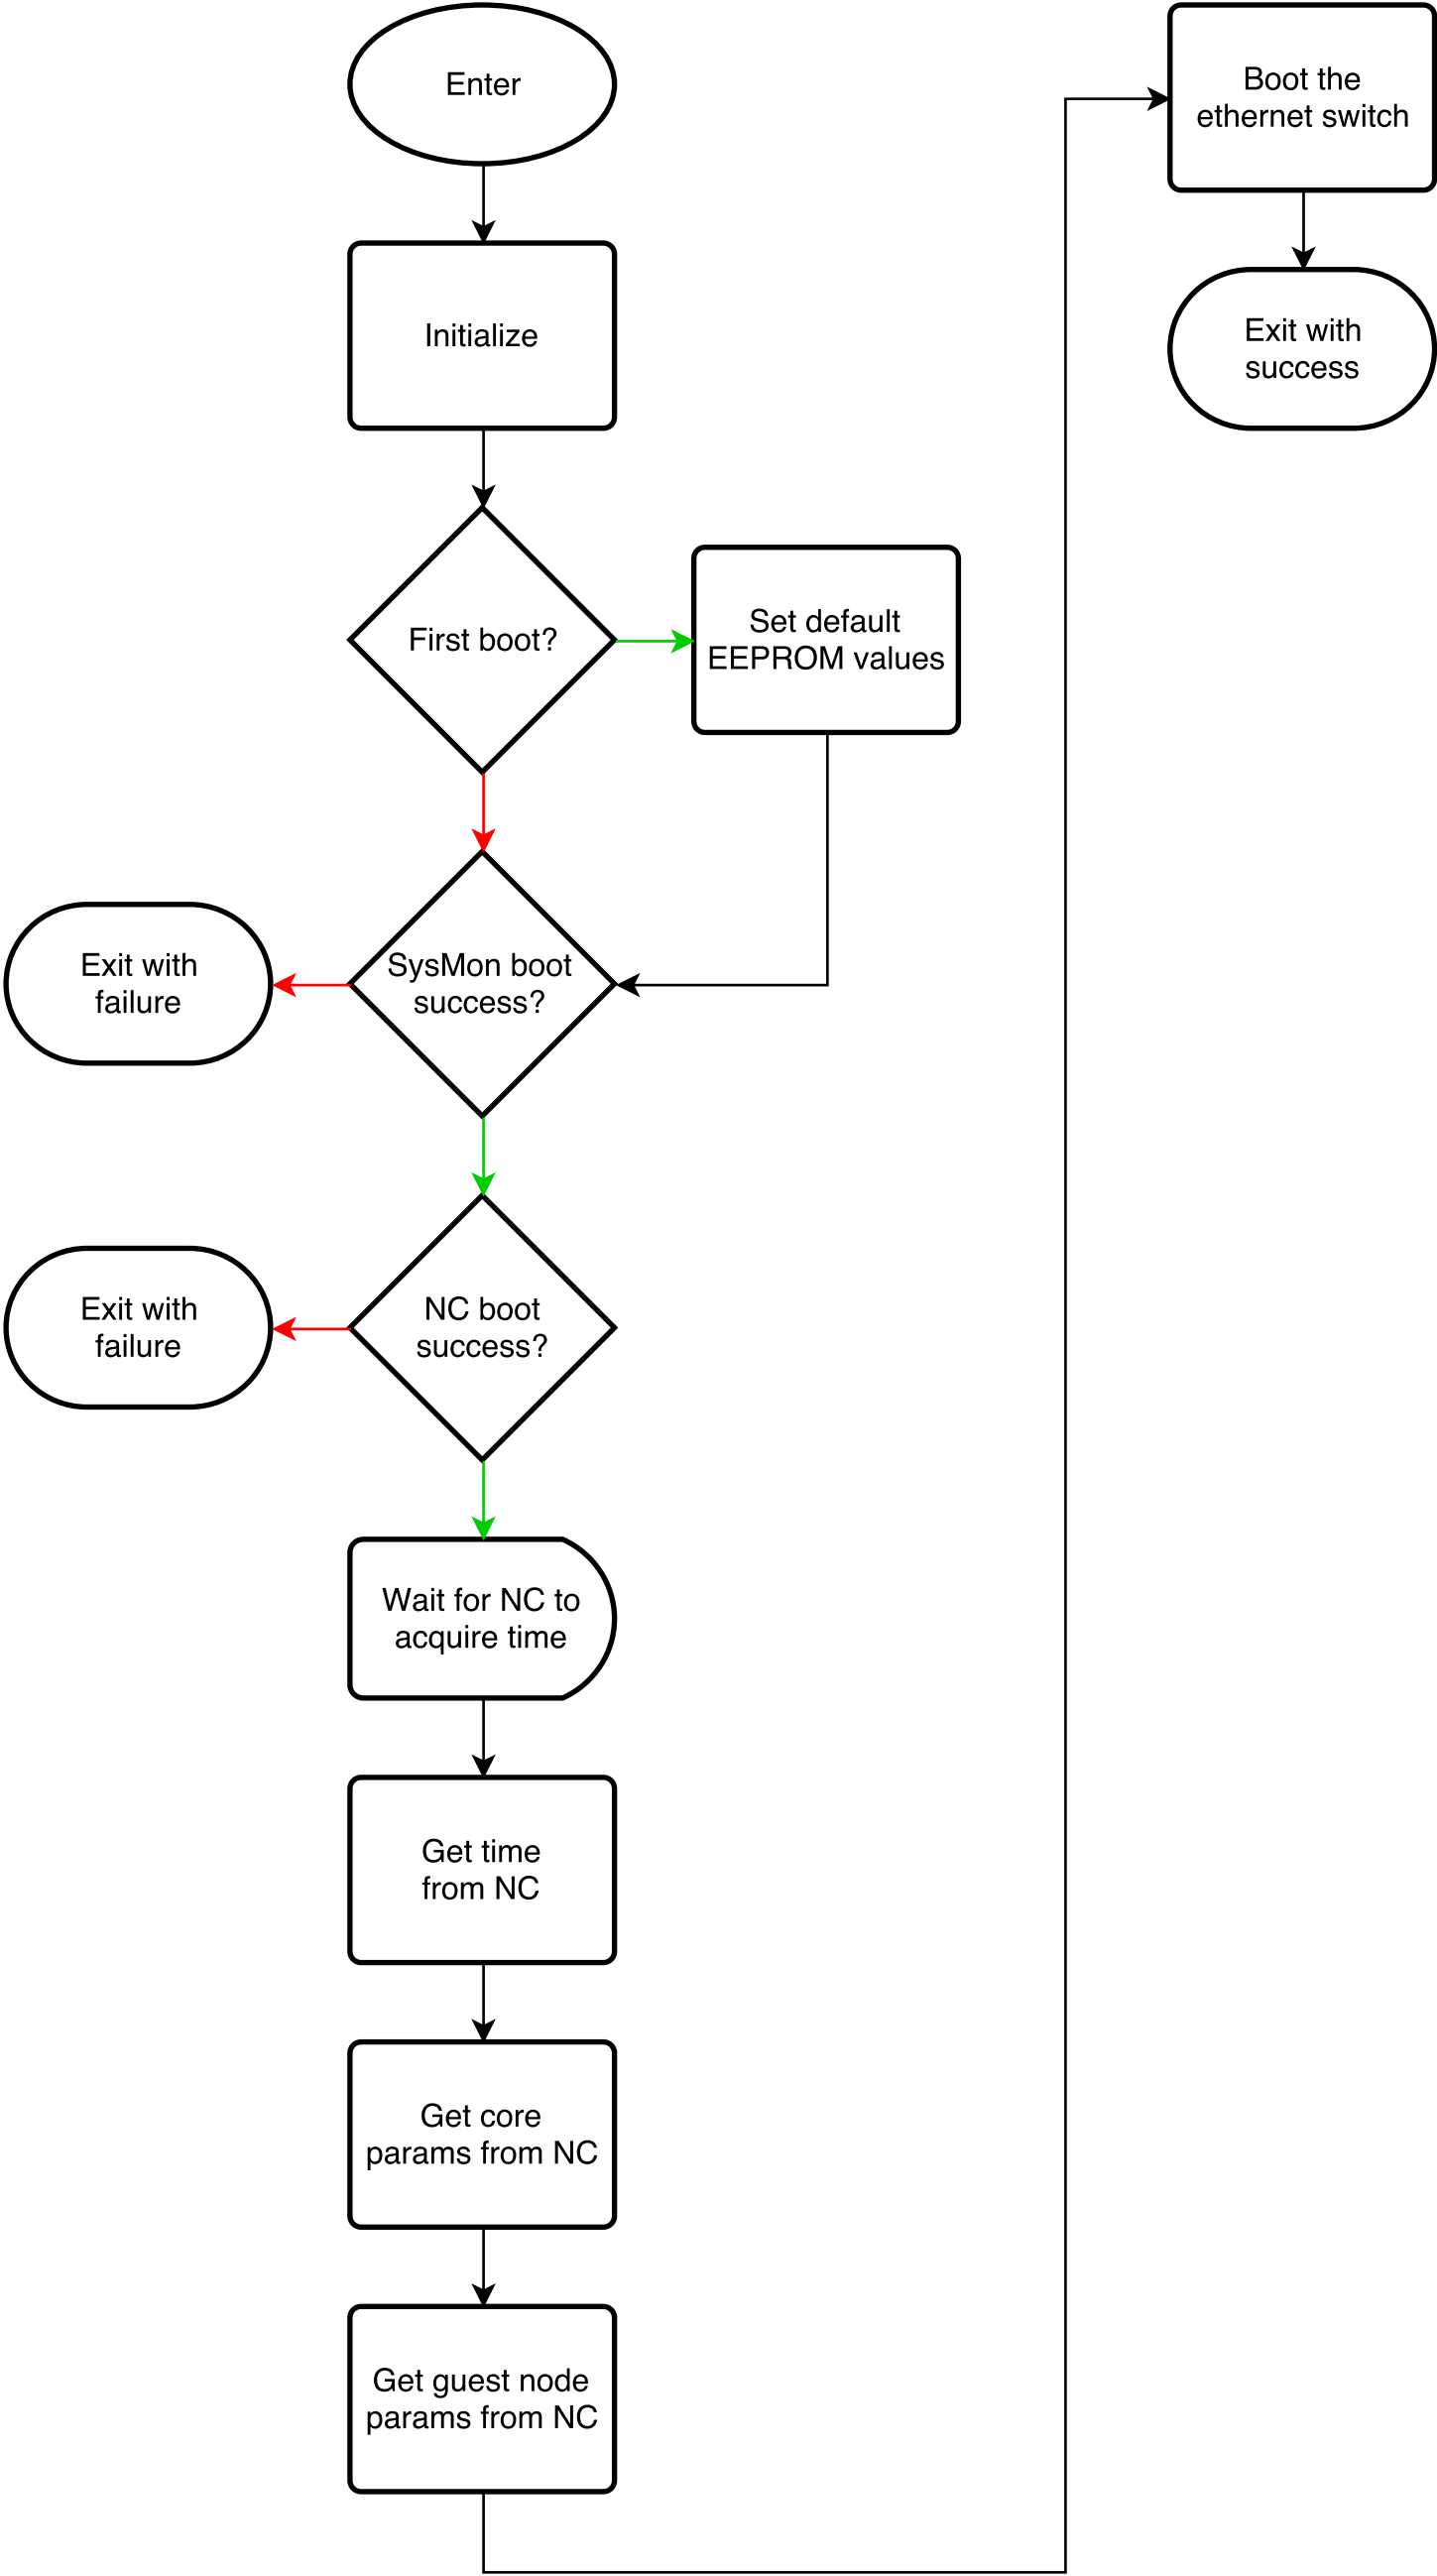 Enter
Initialize
First boot?
Set default
EEPROM values
SysMon boot
success?
Exit with
failure
NC boot
success?
Exit with
failure
Wait for NC to
acquire time
Get time
from NC
Get core
params from NC
Get guest node
params from NC
Boot the
ethernet switch
Exit with
success